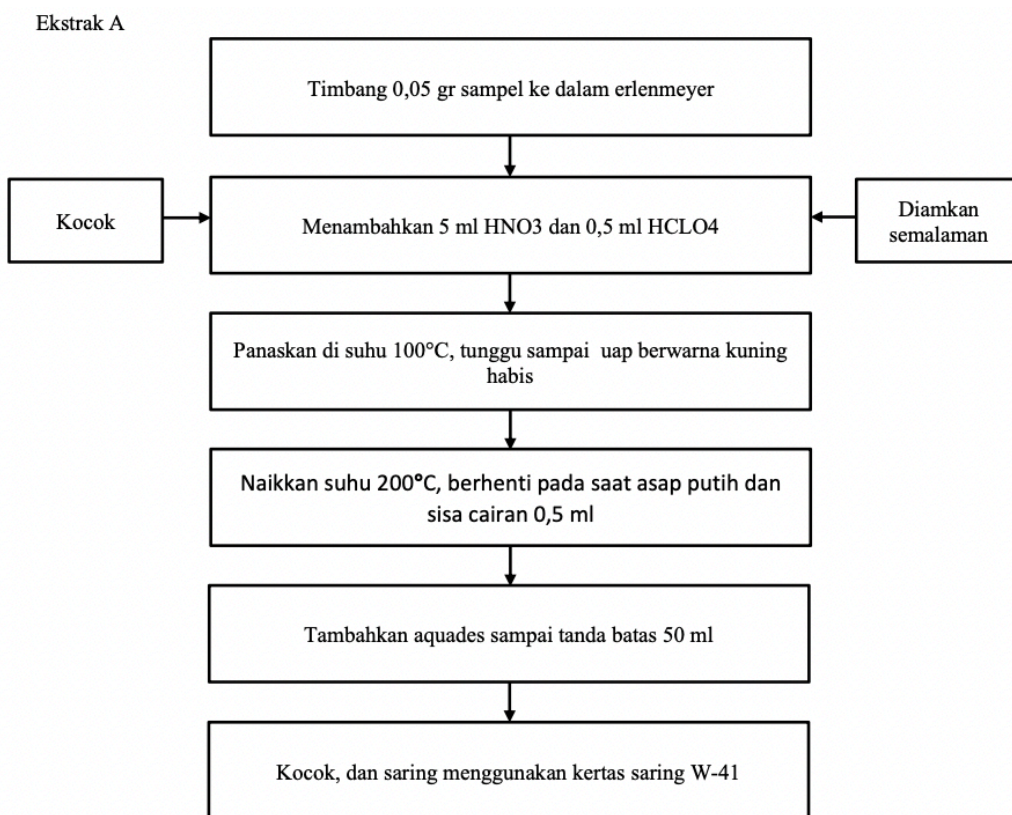 Ekstrak A
Timbang 0,05 gr sampel ke dalam erlenmeyer
Kocok
Menambahkan 5 ml HNO3 dan 0,5 ml HCLO4
Diamkan
semalaman
Panaskan di suhu 100°C, tunggu sampai uap berwarna kuning
habis
Naikkan suhu 200°C, berhenti pada saat asap putih dan
sisa cairan 0,5 ml
Tambahkan aquades sampai tanda batas 50 ml
Kocok, dan saring menggunakan kertas saring W-41